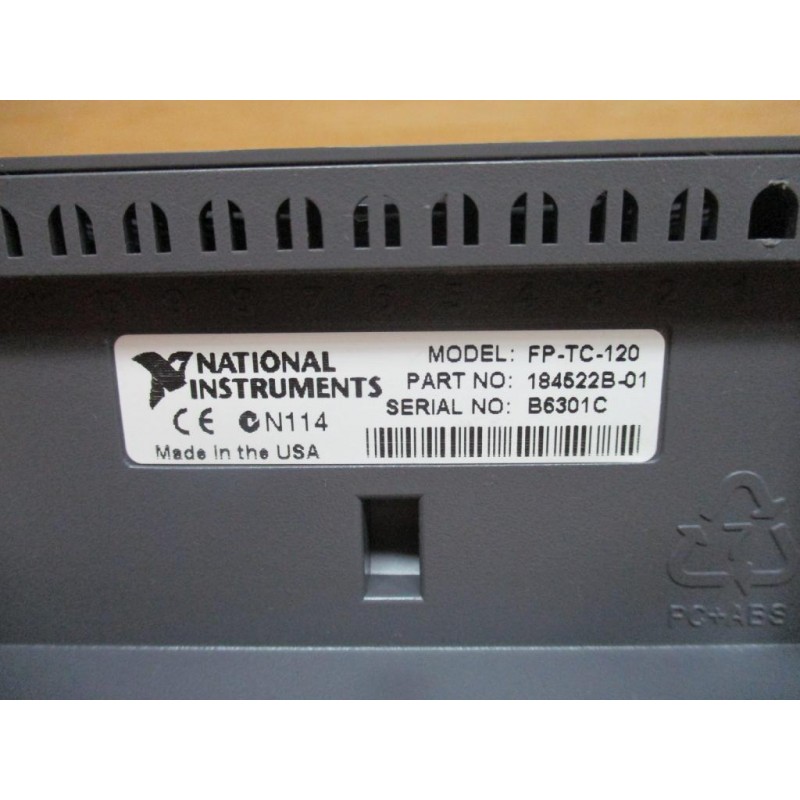 NATIONAL
INSTRUMENTS
CE N114
Made in the USA
MODEL: FP-TC-120
PART NO: 184522B-01
SERIAL NO: B6301C
7
PC+ABS